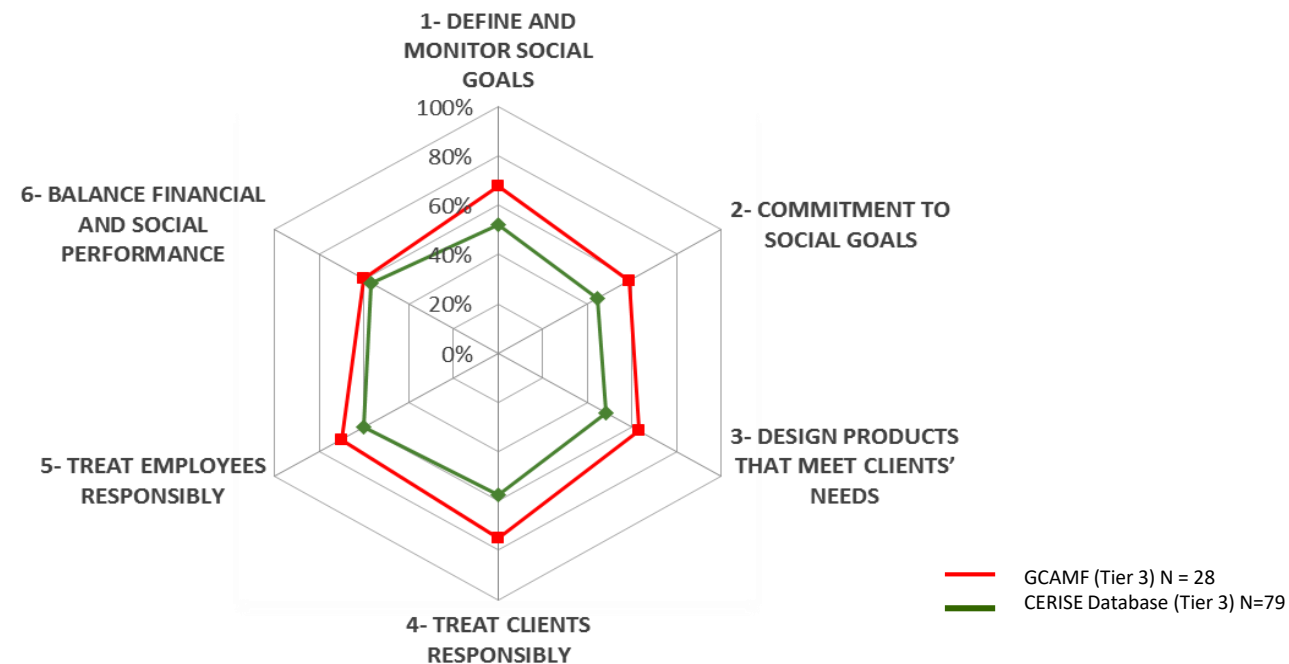 1- DEFINE AND
MONITOR SOCIAL
GOALS
100%
80%
60%
40%
20%
0%
2- COMMITMENT TO
SOCIAL GOALS
3- DESIGN PRODUCTS
THAT MEET CLIENTS’
NEEDS
4- TREAT CLIENTS
RESPONSIBLY
5- TREAT EMPLOYEES
RESPONSIBLY
6- BALANCE FINANCIAL
AND SOCIAL
PERFORMANCE
GCAMF (Tier 3) N = 28
CERISE Database (Tier 3) N=79